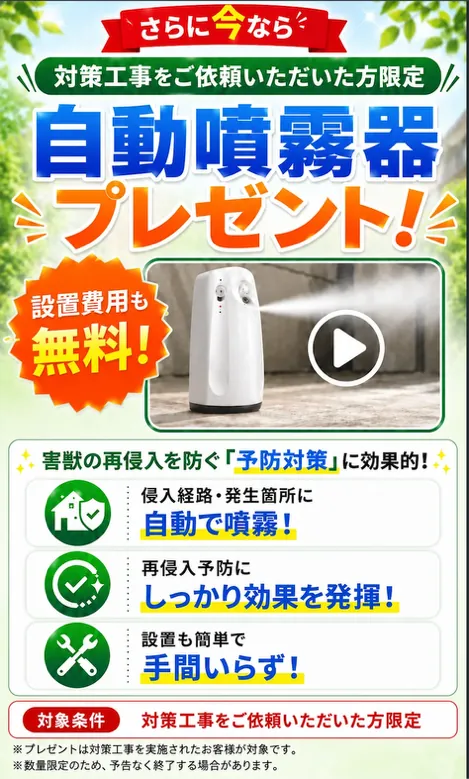 さらに今なら
対策工事をご依頼いただいた方限定
自動噴霧器
プレゼント!
設置費用も
無料!
害獣の再侵入を防ぐ「予防対策」に効果的!
侵入経路・発生箇所に
自動で噴霧!
再侵入予防に
しっかり効果を発揮!
設置も簡単で
手間いらず!
対象条件 対策工事をご依頼いただいた方限定
※プレゼントは対策工事を実施されたお客様が対象です。
※数量限定のため、予告なく終了する場合があります。